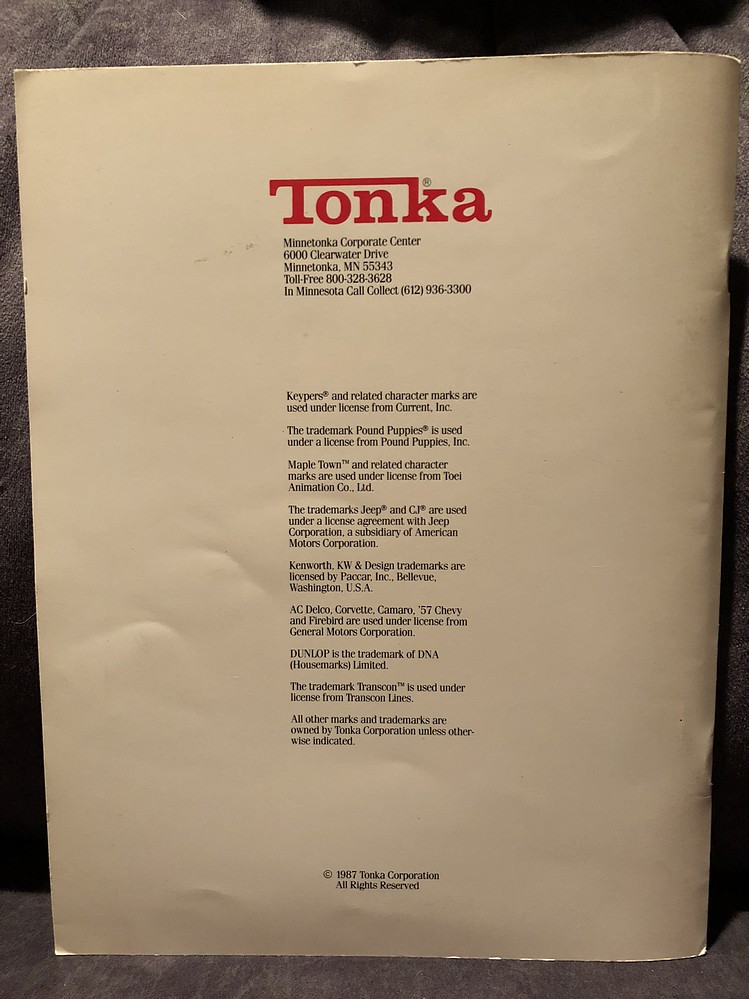 Tonka®
Minnetonka Corporate Center
6000 Clearwater Drive
Minnetonka, MN 55343
Toll-Free 800-328-3628
In Minnesota Call Collect (612) 936-3300
Keypers® and related character marks are
used under license from Current, Inc.
The trademark Pound Puppies® is used
under a license from Pound Puppies, Inc.
Maple Town™ and related character
marks are used under license from Toei
Animation Co., Ltd.
The trademarks Jeep® and CJ® are used
under a license agreement with Jeep
Corporation, a subsidiary of American
Motors Corporation.
Kenworth, KW & Design trademarks are
licensed by Paccar, Inc., Bellevue,
Washington, U.S.A.
AC Delco, Corvette, Camaro, '57 Chevy
and Firebird are used under license from
General Motors Corporation.
DUNLOP is the trademark of DNA
(Housemarks) Limited.
The trademark Transcon™ is used under
license from Transcon Lines.
All other marks and trademarks are
owned by Tonka Corporation unless other-
wise indicated.
© 1987 Tonka Corporation
All Rights Reserved